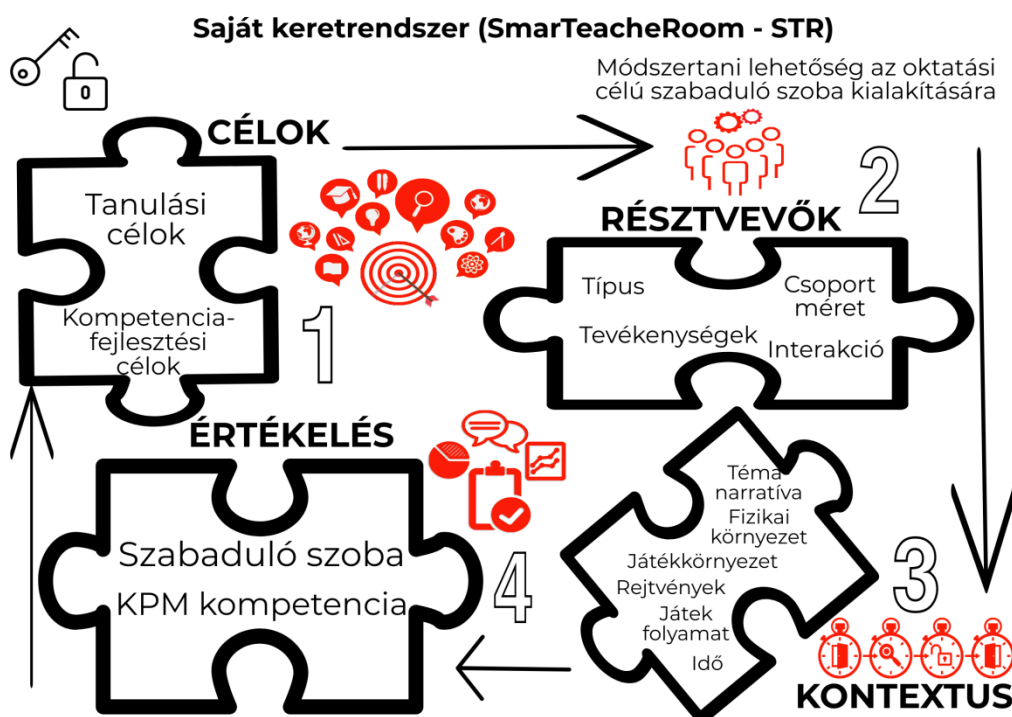 Saját keretrendszer (SmarTeacheRoom - STR)
Módszertani lehetőség az oktatási
célú szabaduló szoba kialakítására
0
CÉLOK
Tanulási
célok
Kompetencia-
fejlesztési
célok
1
2
RÉSZTVEVŐK
Típus
Csoport
méret
Tevékenységek
Interakció
3
Téma
narratíva
Fizikai
környezet
Játékkörnyezet
Rejtvények
Játék
folyamat
Idő
KONTEXTUS
ÉRTÉKELÉS
4
Szabaduló szoba
KPM kompetencia